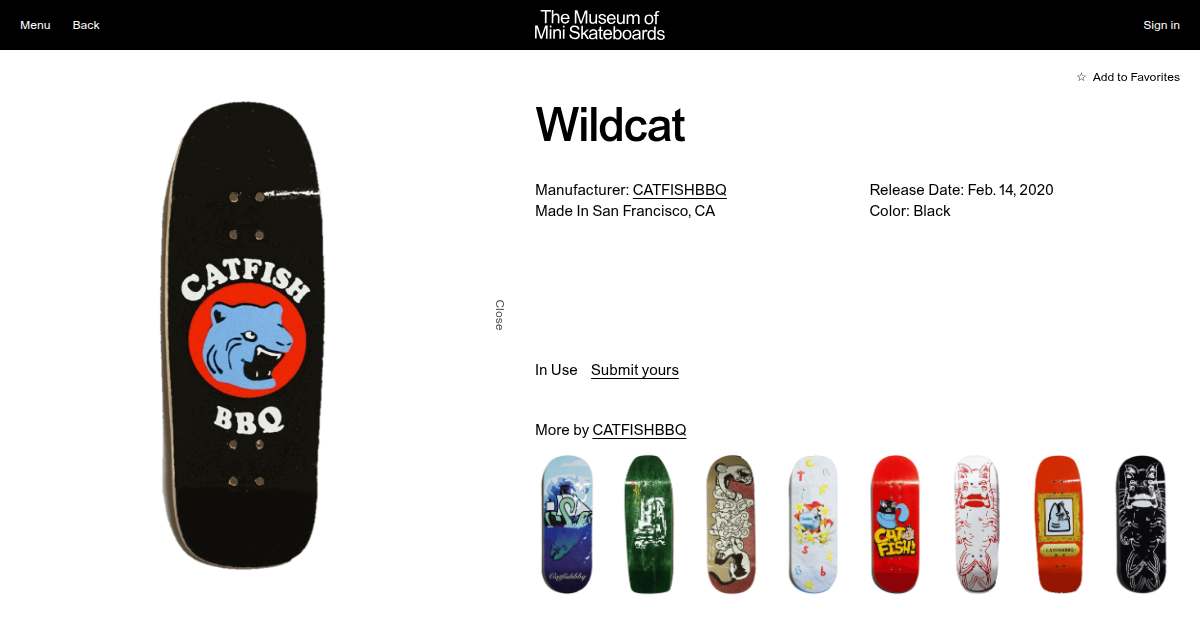 Menu
Back
The Museum of
Mini Skateboards
Sign in
☆ Add to Favorites
Wildcat
Manufacturer: CATFISHBBQ
Made In San Francisco, CA
Release Date: Feb. 14, 2020
Color: Black
CATFISH
BBQ
Close
In Use
Submit yours
More by CATFISHBBQ
Catfishbbq
CAT
FISH!
CATFISHBBQ